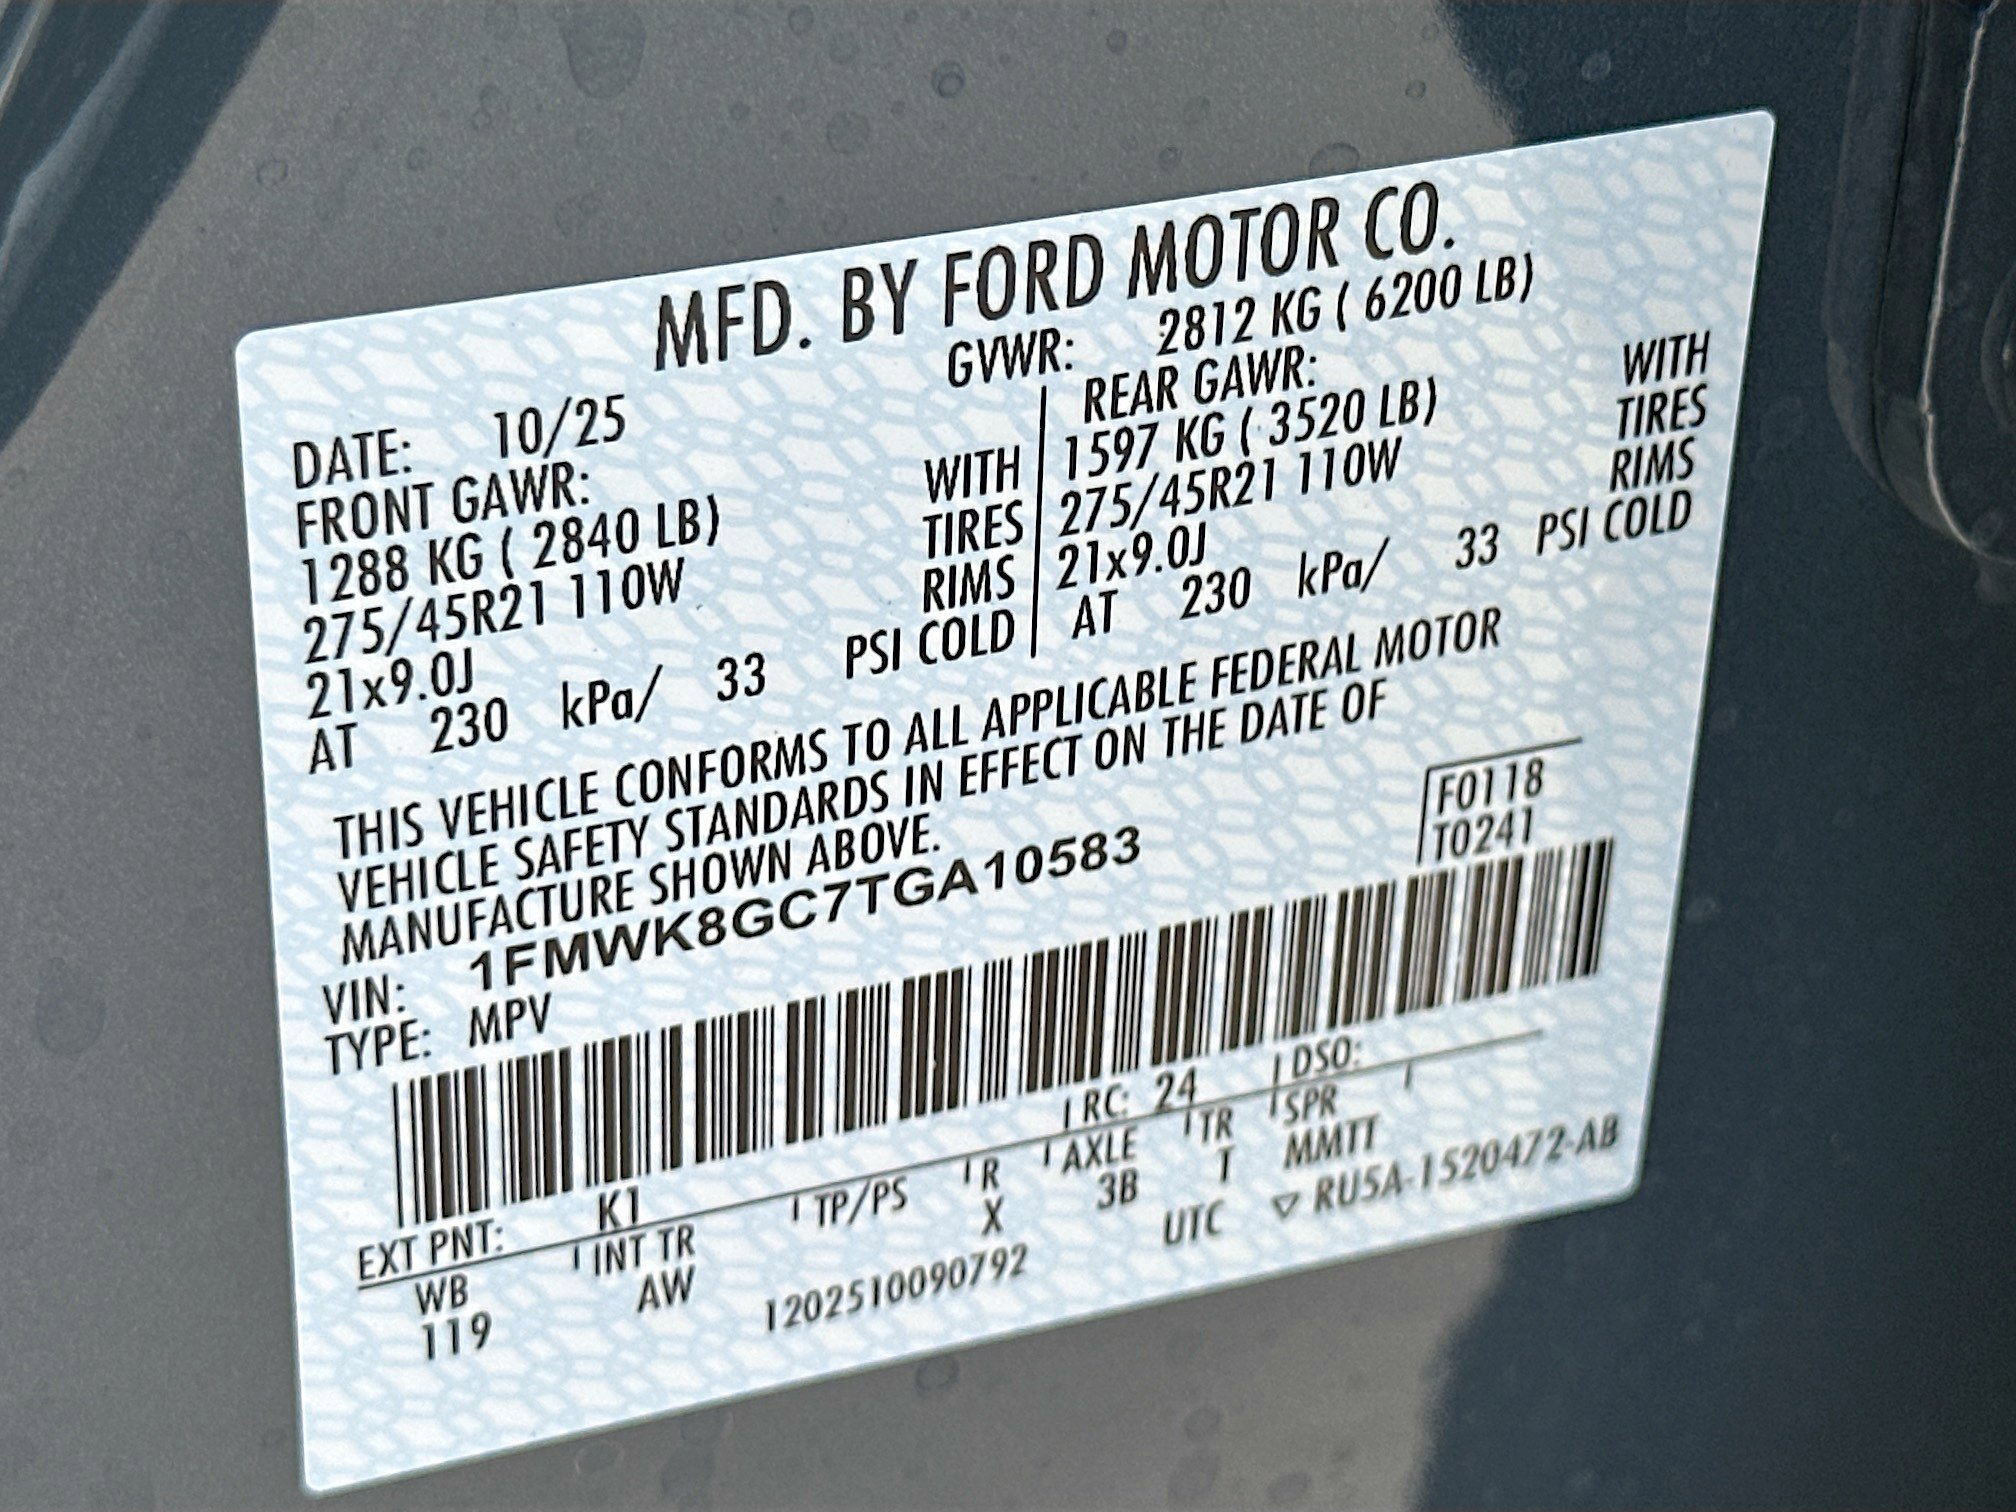 MFD. BY FORD MOTOR CO.
DATE: 10/25 GVWR: 2812 KG ( 6200 LB)
FRONT GAWR:
1288 KG ( 2840 LB) WITH
275/45R21 110W TIRES
21x9.0J RIMS
AT 230 kPa/ 33 PSI COLD
REAR GAWR:
1597 KG ( 3520 LB) WITH
275/45R21 110W TIRES
21x9.0J RIMS
AT 230 kPa/ 33 PSI COLD
THIS VEHICLE CONFORMS TO ALL APPLICABLE FEDERAL MOTOR
VEHICLE SAFETY STANDARDS IN EFFECT ON THE DATE OF
MANUFACTURE SHOWN ABOVE.
F0118
T0241
VIN: 1FMWK8GC7TGA10583
TYPE: MPV
EXT PNT: K1 RC: 24 DSO:
WB INT TR TP/PS R AXLE TR SPR
119 AW X 3B T MMTT
1202510090792 UTC ▽ RU5A-1520472-AB